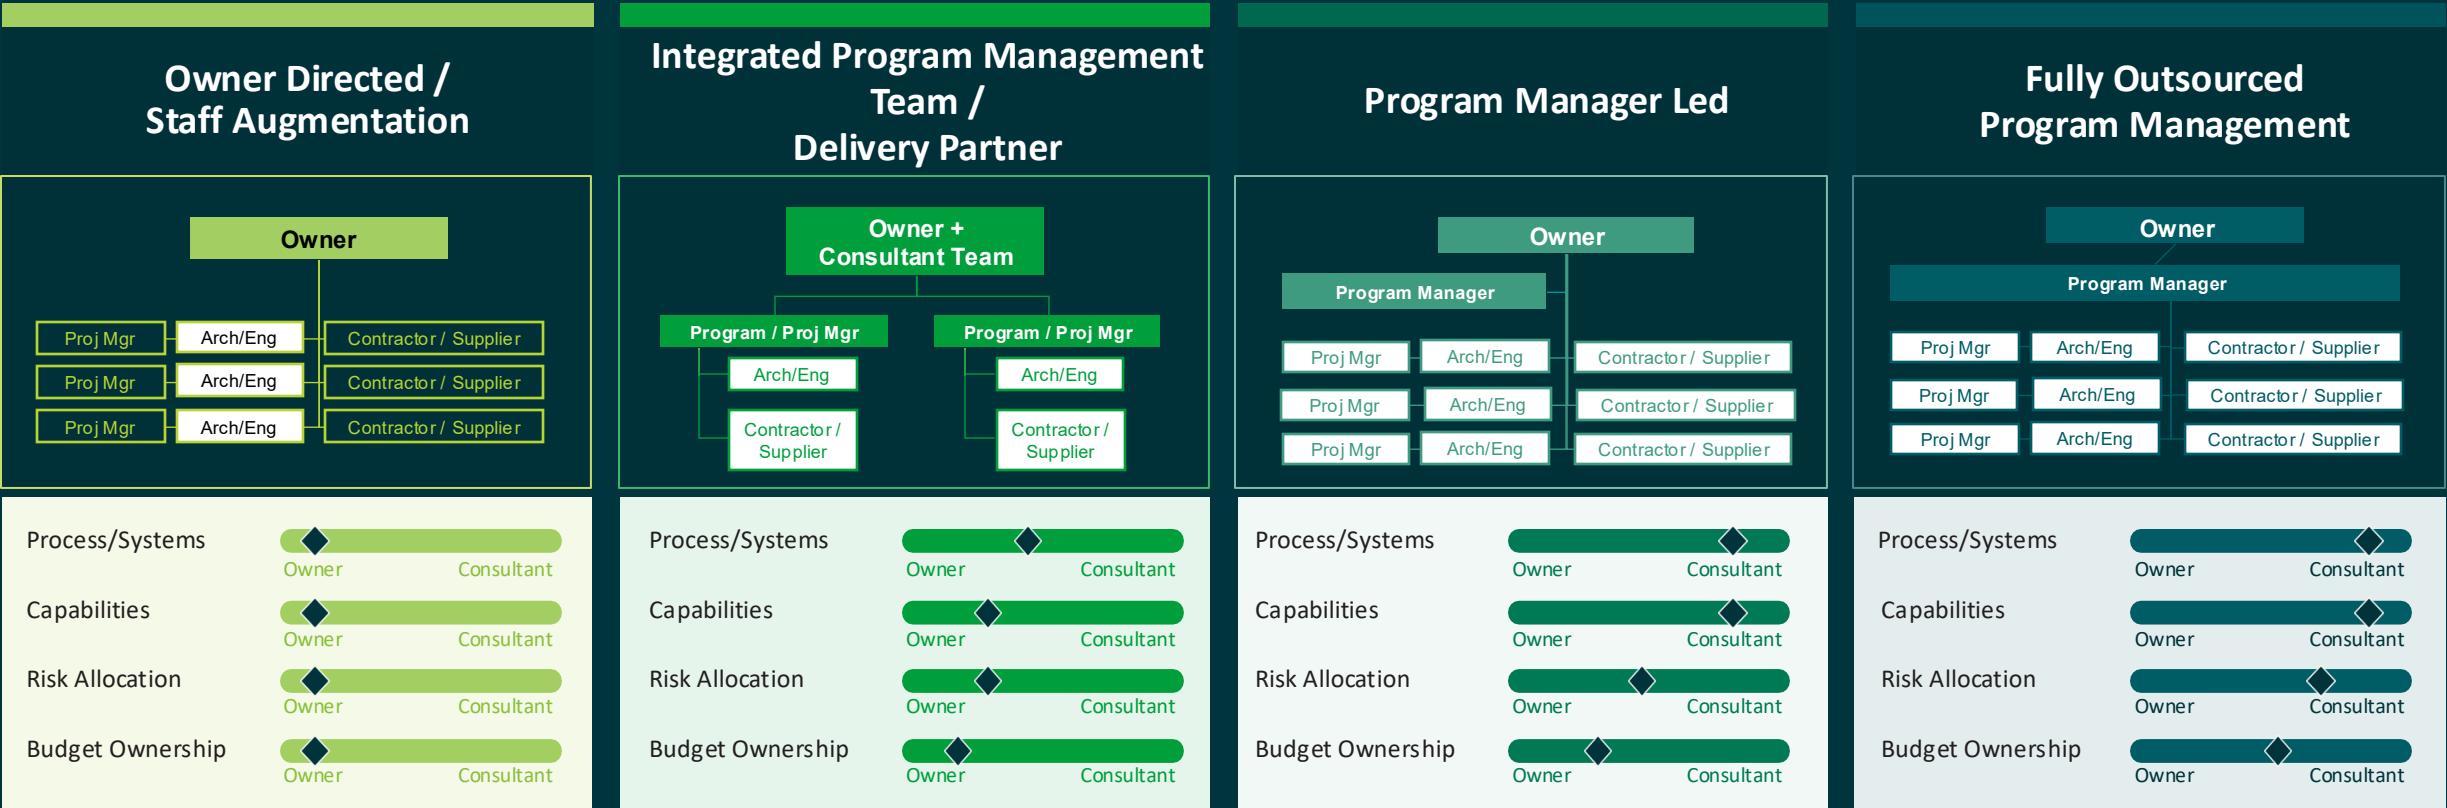 Owner Directed /
Staff Augmentation
Owner
Proj Mgr
Arch/Eng
Contractor / Supplier
Proj Mgr
Arch/Eng
Contractor / Supplier
Proj Mgr
Arch/Eng
Contractor / Supplier
Process/Systems
Owner
Consultant
Capabilities
Owner
Consultant
Risk Allocation
Owner
Consultant
Budget Ownership
Owner
Consultant
Integrated Program Management
Team /
Delivery Partner
Owner +
Consultant Team
Program / Proj Mgr
Arch/Eng
Contractor /
Supplier
Program / Proj Mgr
Arch/Eng
Contractor /
Supplier
Process/Systems
Owner
Consultant
Capabilities
Owner
Consultant
Risk Allocation
Owner
Consultant
Budget Ownership
Owner
Consultant
Program Manager Led
Owner
Program Manager
Proj Mgr
Arch/Eng
Contractor / Supplier
Proj Mgr
Arch/Eng
Contractor / Supplier
Proj Mgr
Arch/Eng
Contractor / Supplier
Process/Systems
Owner
Consultant
Capabilities
Owner
Consultant
Risk Allocation
Owner
Consultant
Budget Ownership
Owner
Consultant
Fully Outsourced
Program Management
Owner
Program Manager
Proj Mgr
Arch/Eng
Contractor / Supplier
Proj Mgr
Arch/Eng
Contractor / Supplier
Proj Mgr
Arch/Eng
Contractor / Supplier
Process/Systems
Owner
Consultant
Capabilities
Owner
Consultant
Risk Allocation
Owner
Consultant
Budget Ownership
Owner
Consultant